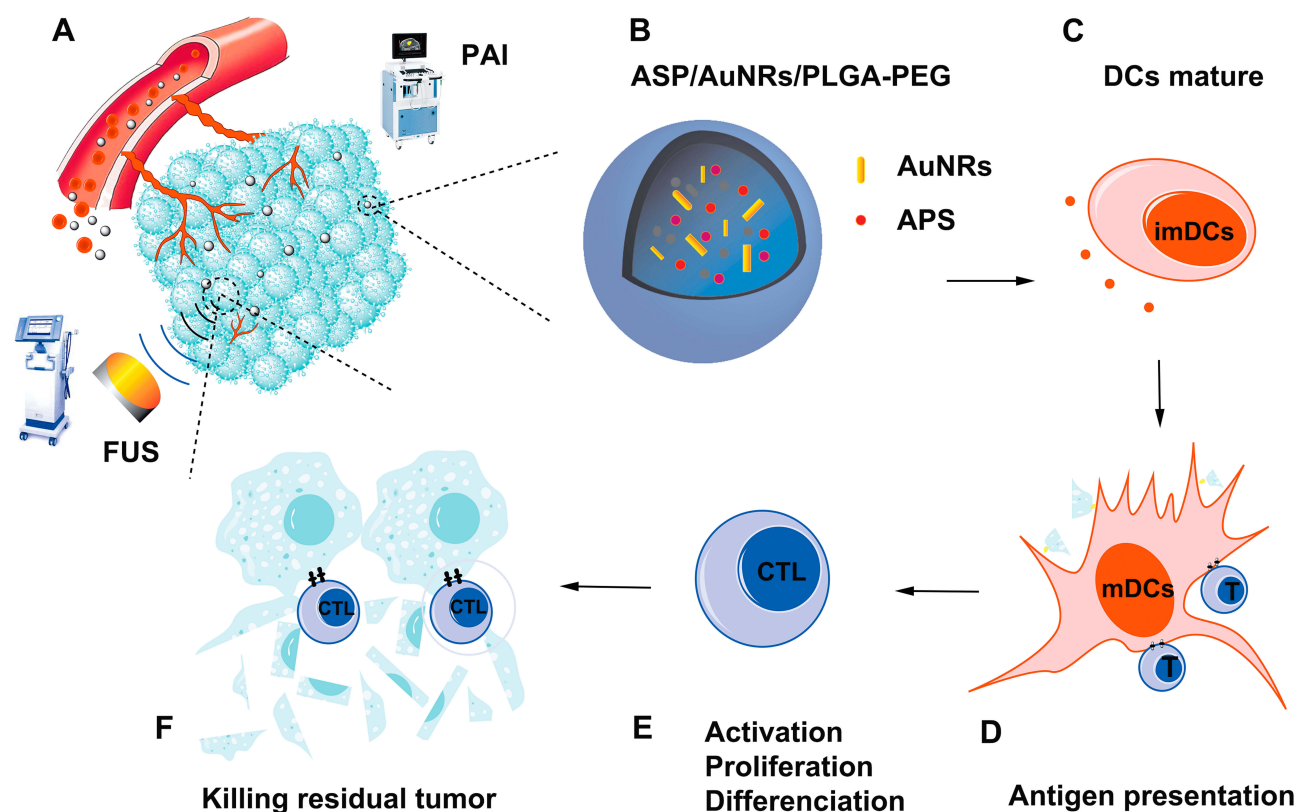 A
PAI
FUS
B
ASP/AuNRs/PLGA-PEG
AuNRs
APS
C
DCs mature
imDCs
mDCs
T
T
D
Antigen presentation
CTL
E
Activation
Proliferation
Differenciation
CTL
CTL
F
Killing residual tumor